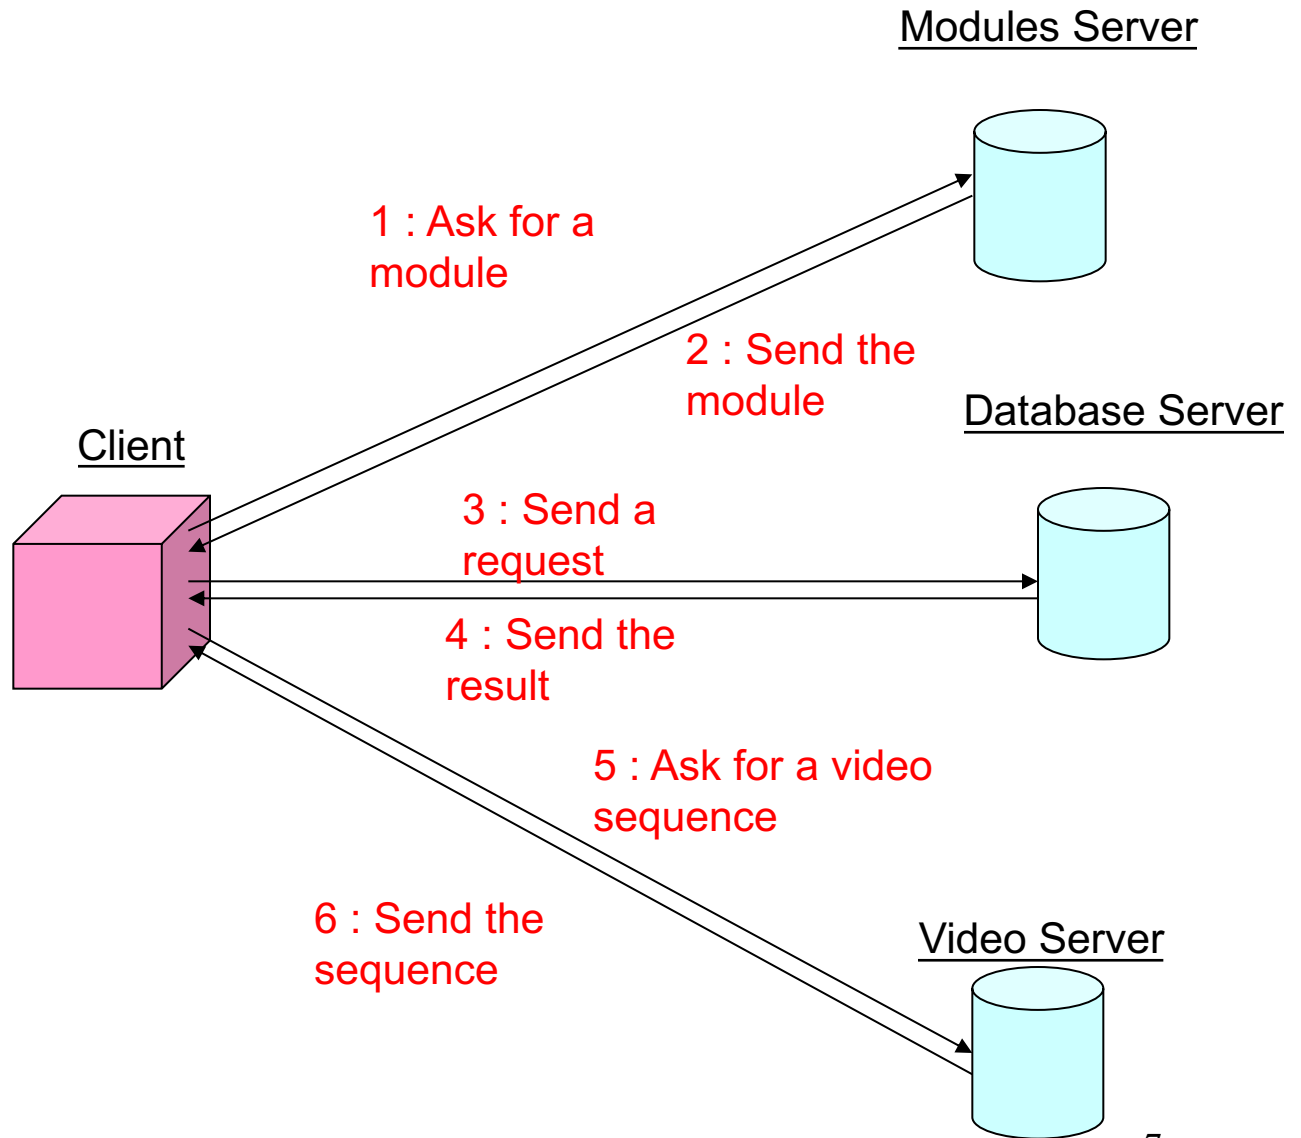 Modules Server
1 : Ask for a
module
2 : Send the
module
Database Server
Client
3 : Send a
request
4 : Send the
result
5 : Ask for a video
sequence
6 : Send the
sequence
Video Server